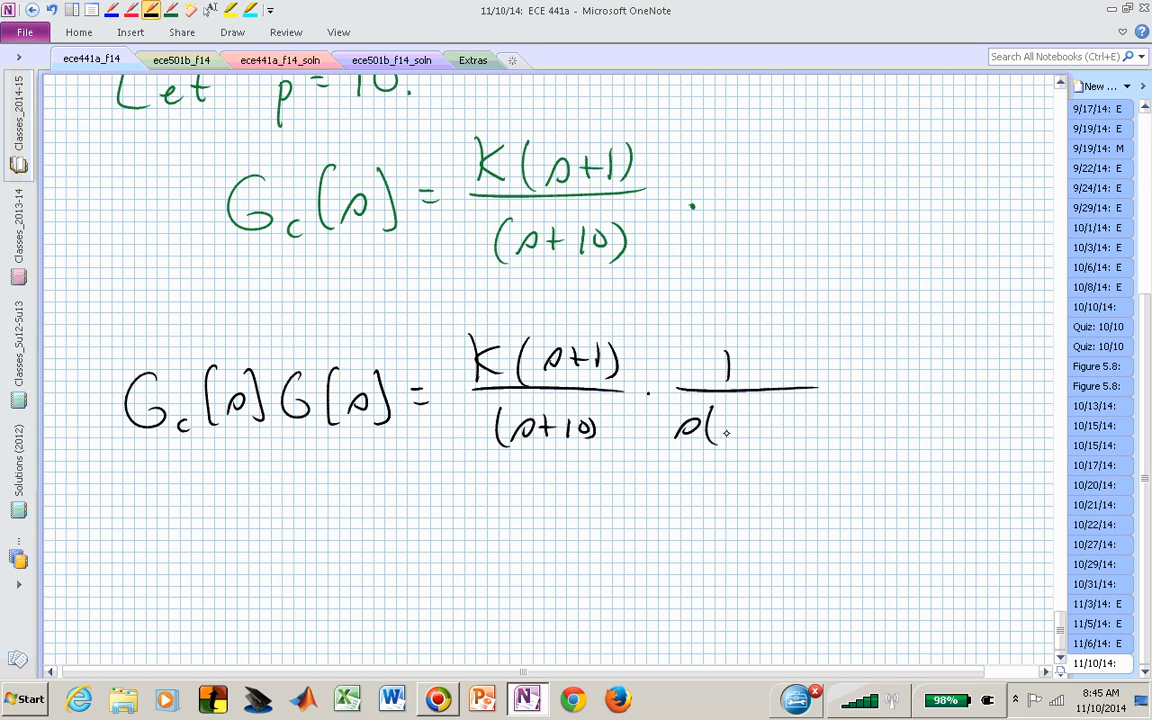 11/10/14: ECE 441a - Microsoft OneNote
File Home Insert Share Draw Review View
ece441a_f14 ece501b_f14 ece441a_f14_soln ece501b_f14_soln Extras
Search All Notebooks (Ctrl+E)
New ...
Classes_2014-15
Classes_2013-14
Classes_Su12-Su13
Solutions (2012)
Let p = 10.
G_c(s) = K(s+1) / (s+10) .
G_c(s) G(s) = K(s+1) / (s+10) · 1 / s(
9/17/14: E
9/19/14: E
9/19/14: M
9/22/14: E
9/24/14: E
9/29/14: E
10/1/14: E
10/3/14: E
10/6/14: E
10/8/14: E
10/10/14:
Quiz: 10/10
Quiz: 10/10
Figure 5.8:
Figure 5.8:
10/13/14:
10/15/14:
10/15/14:
10/17/14:
10/20/14:
10/21/14:
10/22/14:
10/27/14:
10/29/14:
10/31/14:
11/3/14: E
11/5/14: E
11/6/14: E
11/10/14:
Start
98%
8:45 AM
11/10/2014